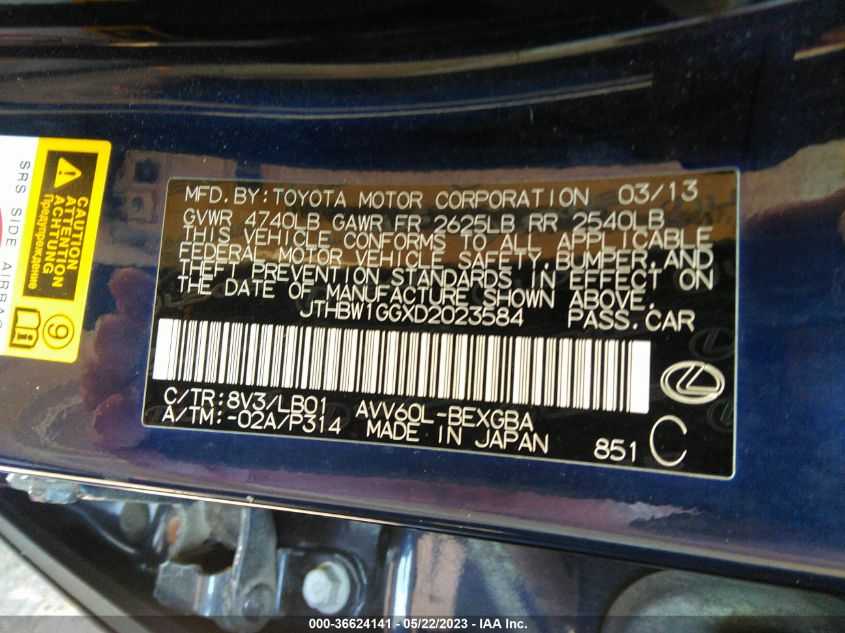 MFD. BY: TOYOTA MOTOR CORPORATION 03/13
GVWR 4740LB GAWR FR 2625LB RR 2540LB
THIS VEHICLE CONFORMS TO ALL APPLICABLE
FEDERAL MOTOR VEHICLE SAFETY, BUMPER, AND
THEFT PREVENTION STANDARDS IN EFFECT ON
THE DATE OF MANUFACTURE SHOWN ABOVE.
JTHBW1GGXD2023584 PASS. CAR
C/TR: 8V3/LB01 AVV60L-BEXGBA
A/TM: -02A/P314 MADE IN JAPAN 851 C
SRS SIDE AIRBAG
CAUTION
ATTENTION
ACHTUNG
Предупреждение
9
000-36624141 - 05/22/2023 - © IAA Inc.